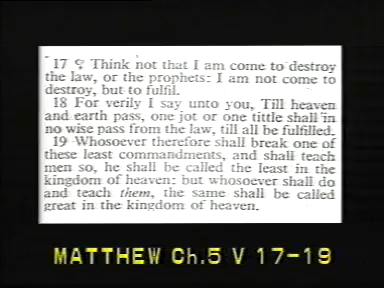 17 ¶ Think not that I am come to destroy
the law, or the prophets: I am not come to
destroy, but to fulfil.
18 For verily I say unto you, Till heaven
and earth pass, one jot or one tittle shall in
no wise pass from the law, till all be fulfilled.
19 Whosoever therefore shall break one of
these least commandments, and shall teach
men so, he shall be called the least in the
kingdom of heaven: but whosoever shall do
and teach them, the same shall be called
great in the kingdom of heaven.
MATTHEW Ch.5 V 17-19